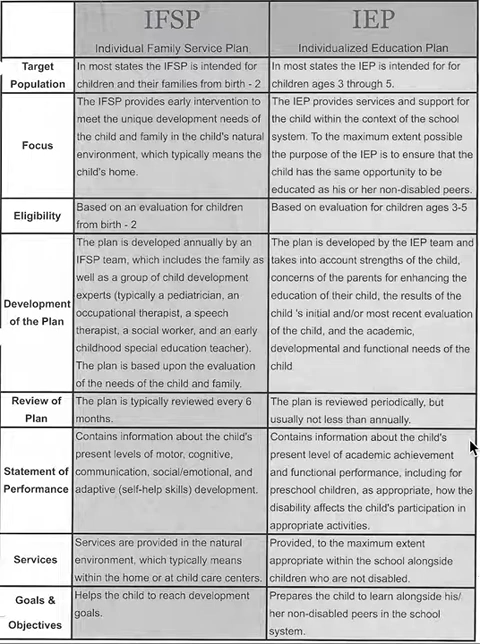 IFSP
Individual Family Service Plan
IEP
Individualized Education Plan
Target
Population
In most states the IFSP is intended for
children and their families from birth - 2
In most states the IEP is intended for for
children ages 3 through 5.
Focus
The IFSP provides early intervention to
meet the unique development needs of
the child and family in the child's natural
environment, which typically means the
child's home.
The IEP provides services and support for
the child within the context of the school
system. To the maximum extent possible
the purpose of the IEP is to ensure that the
child has the same opportunity to be
educated as his or her non-disabled peers.
Eligibility
Based on an evaluation for children
from birth - 2
Based on evaluation for children ages 3-5
Development
of the Plan
The plan is developed annually by an
IFSP team, which includes the family as
well as a group of child development
experts (typically a pediatrician, an
occupational therapist, a speech
therapist, a social worker, and an early
childhood special education teacher).
The plan is based upon the evaluation
of the needs of the child and family.
The plan is developed by the IEP team and
takes into account strengths of the child,
concerns of the parents for enhancing the
education of their child, the results of the
child 's initial and/or most recent evaluation
of the child, and the academic,
developmental and functional needs of the
child
Review of
Plan
The plan is typically reviewed every 6
months.
The plan is reviewed periodically, but
usually not less than annually.
Statement of
Performance
Contains information about the child's
present levels of motor, cognitive,
communication, social/emotional, and
adaptive (self-help skills) development.
Contains information about the child's
present level of academic achievement
and functional performance, including for
preschool children, as appropriate, how the
disability affects the child's participation in
appropriate activities.
Services
Services are provided in the natural
environment, which typically means
within the home or at child care centers.
Provided, to the maximum extent
appropriate within the school alongside
children who are not disabled.
Goals &
Objectives
Helps the child to reach development
goals.
Prepares the child to learn alongside his/
her non-disabled peers in the school
system.